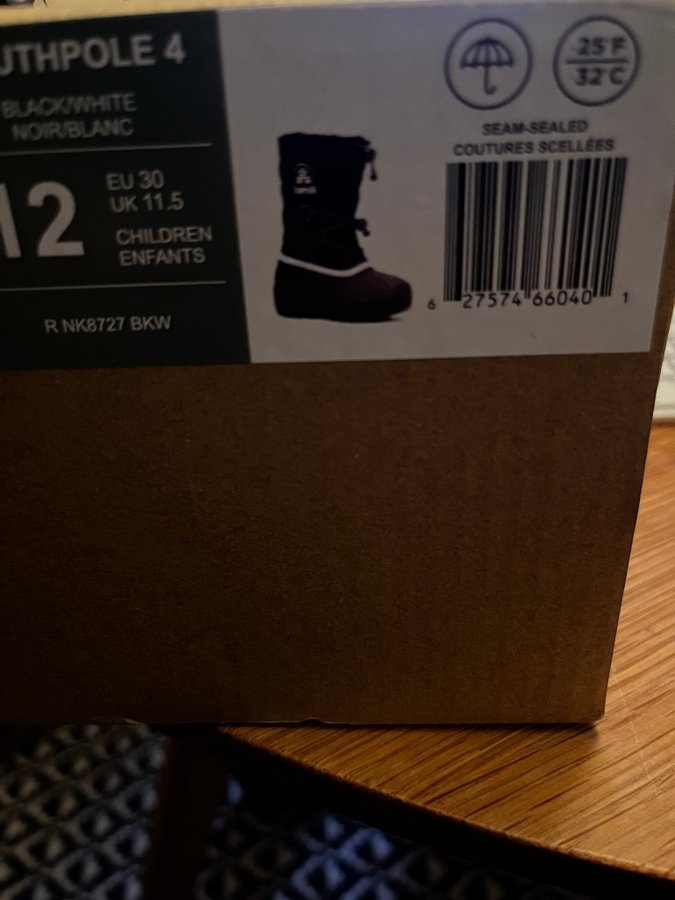 UTHPOLE 4
BLACK/WHITE
NOIR/BLANC
12
EU 30
UK 11.5
CHILDREN
ENFANTS
R NK8727 BKW
-25°F
-32°C
SEAM-SEALED
COUTURES SCELLÉES
6 27574 66040 1